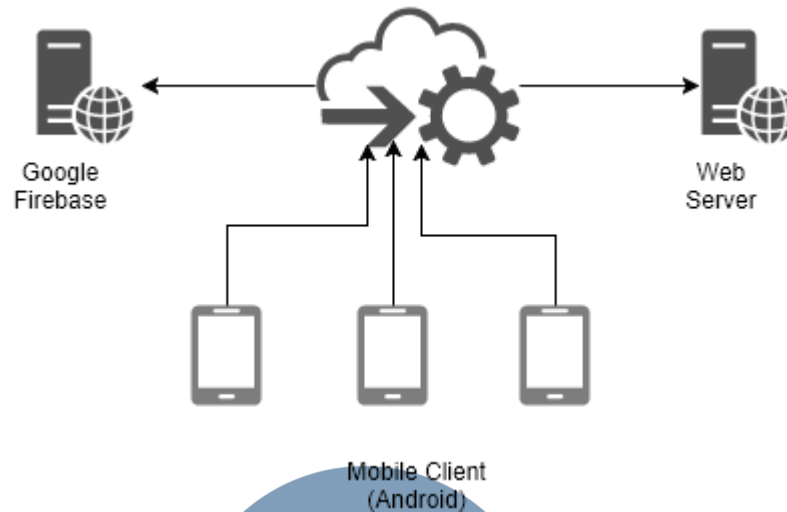 Google
Firebase
Web
Server
Mobile Client
(Android)